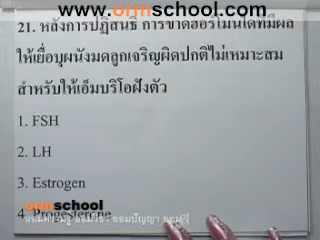 www.ormschool.com
21. หลังการปฏิสนธิ การขาดฮอร์โมนใดที่มีผล
ให้เยื่อบุผนังมดลูกเจริญผิดปกติไม่เหมาะสม
สำหรับให้เอ็มบริโอฝังตัว
1. FSH
2. LH
3. Estrogen
ormschool
4. Progesterone